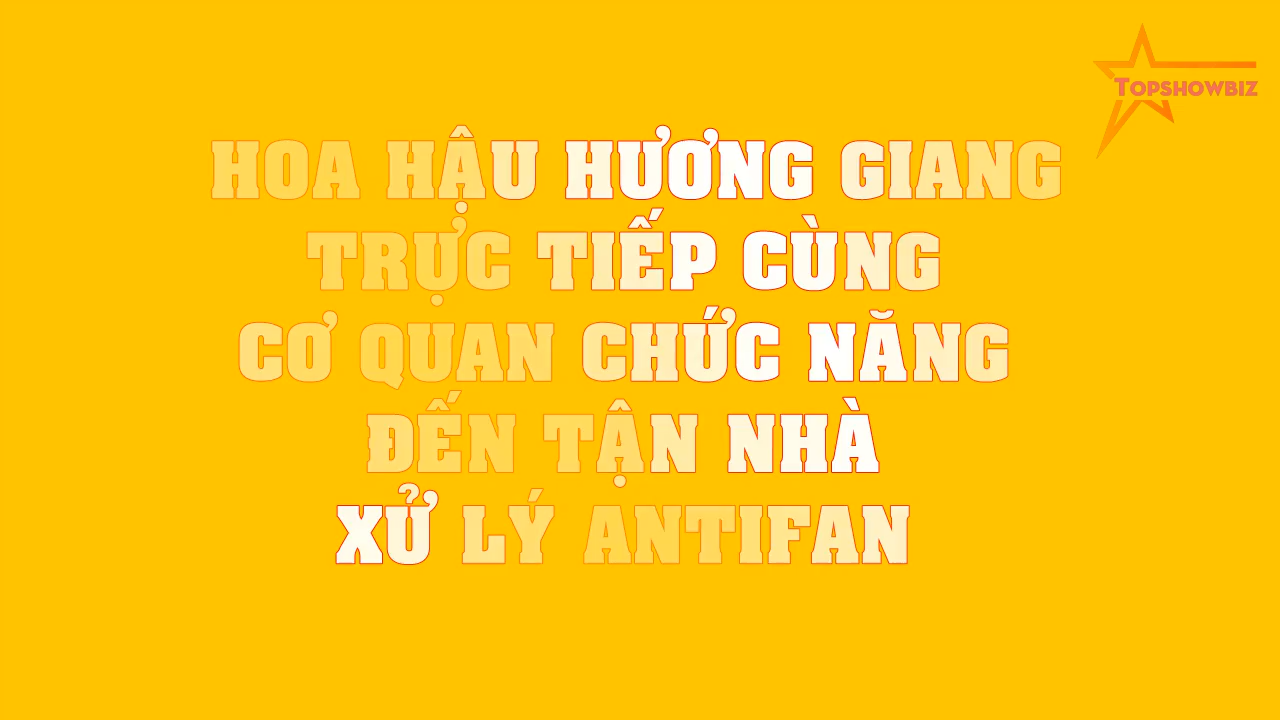 TOPSHOWBIZ
HOA HẬU HƯƠNG GIANG
TRỰC TIẾP CÙNG
CƠ QUAN CHỨC NĂNG
ĐẾN TẬN NHÀ
XỬ LÝ ANTIFAN